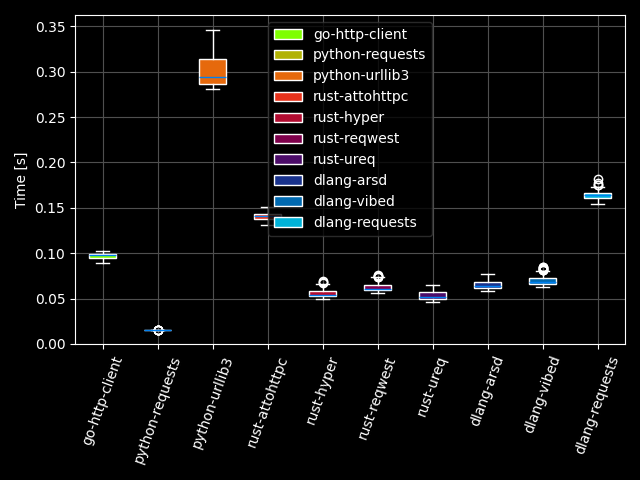 0.35
0.30
0.25
0.20
0.15
0.10
0.05
0.00
Time [s]
go-http-client
python-requests
python-urllib3
rust-attohttpc
rust-hyper
rust-reqwest
rust-ureq
dlang-arsd
dlang-vibed
dlang-requests
go-http-client
python-requests
python-urllib3
rust-attohttpc
rust-hyper
rust-reqwest
rust-ureq
dlang-arsd
dlang-vibed
dlang-requests